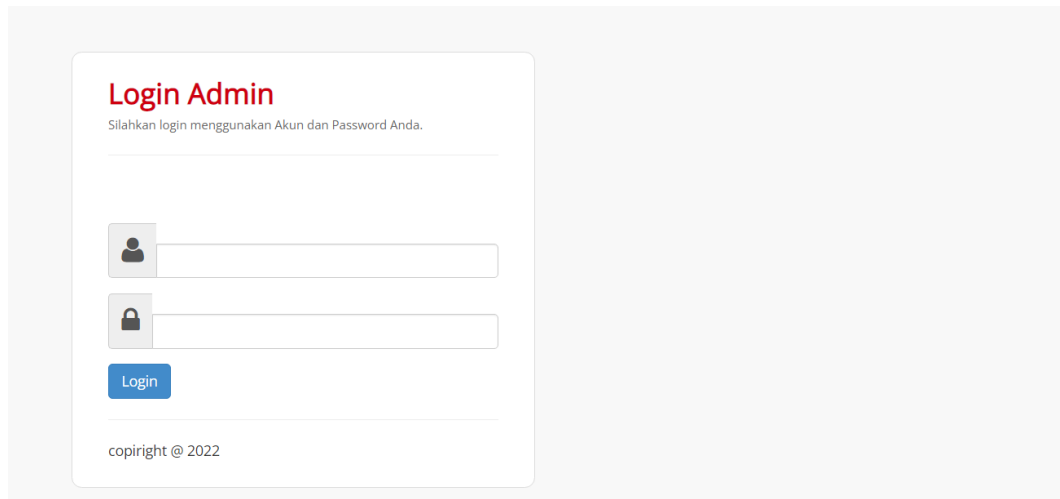 Login Admin
Silahkan login menggunakan Akun dan Password Anda.
Login
copiright @ 2022